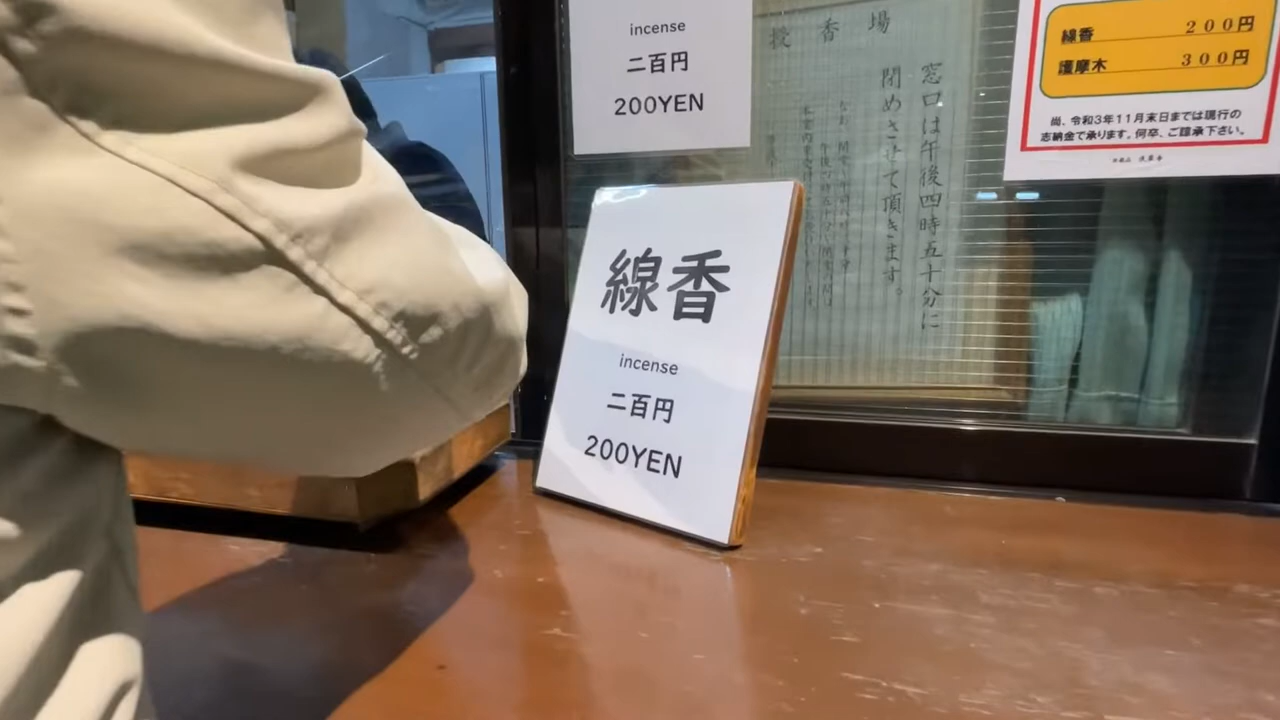 incense
二百円
200YEN
線香
incense
二百円
200YEN
授香場
窓口は午後四時五十分に
閉めさせて頂きます。
線香 200円
護摩木 300円
尚、令和3年11月末日までは現行の
志納金で承ります。何卒、ご諒承下さい。